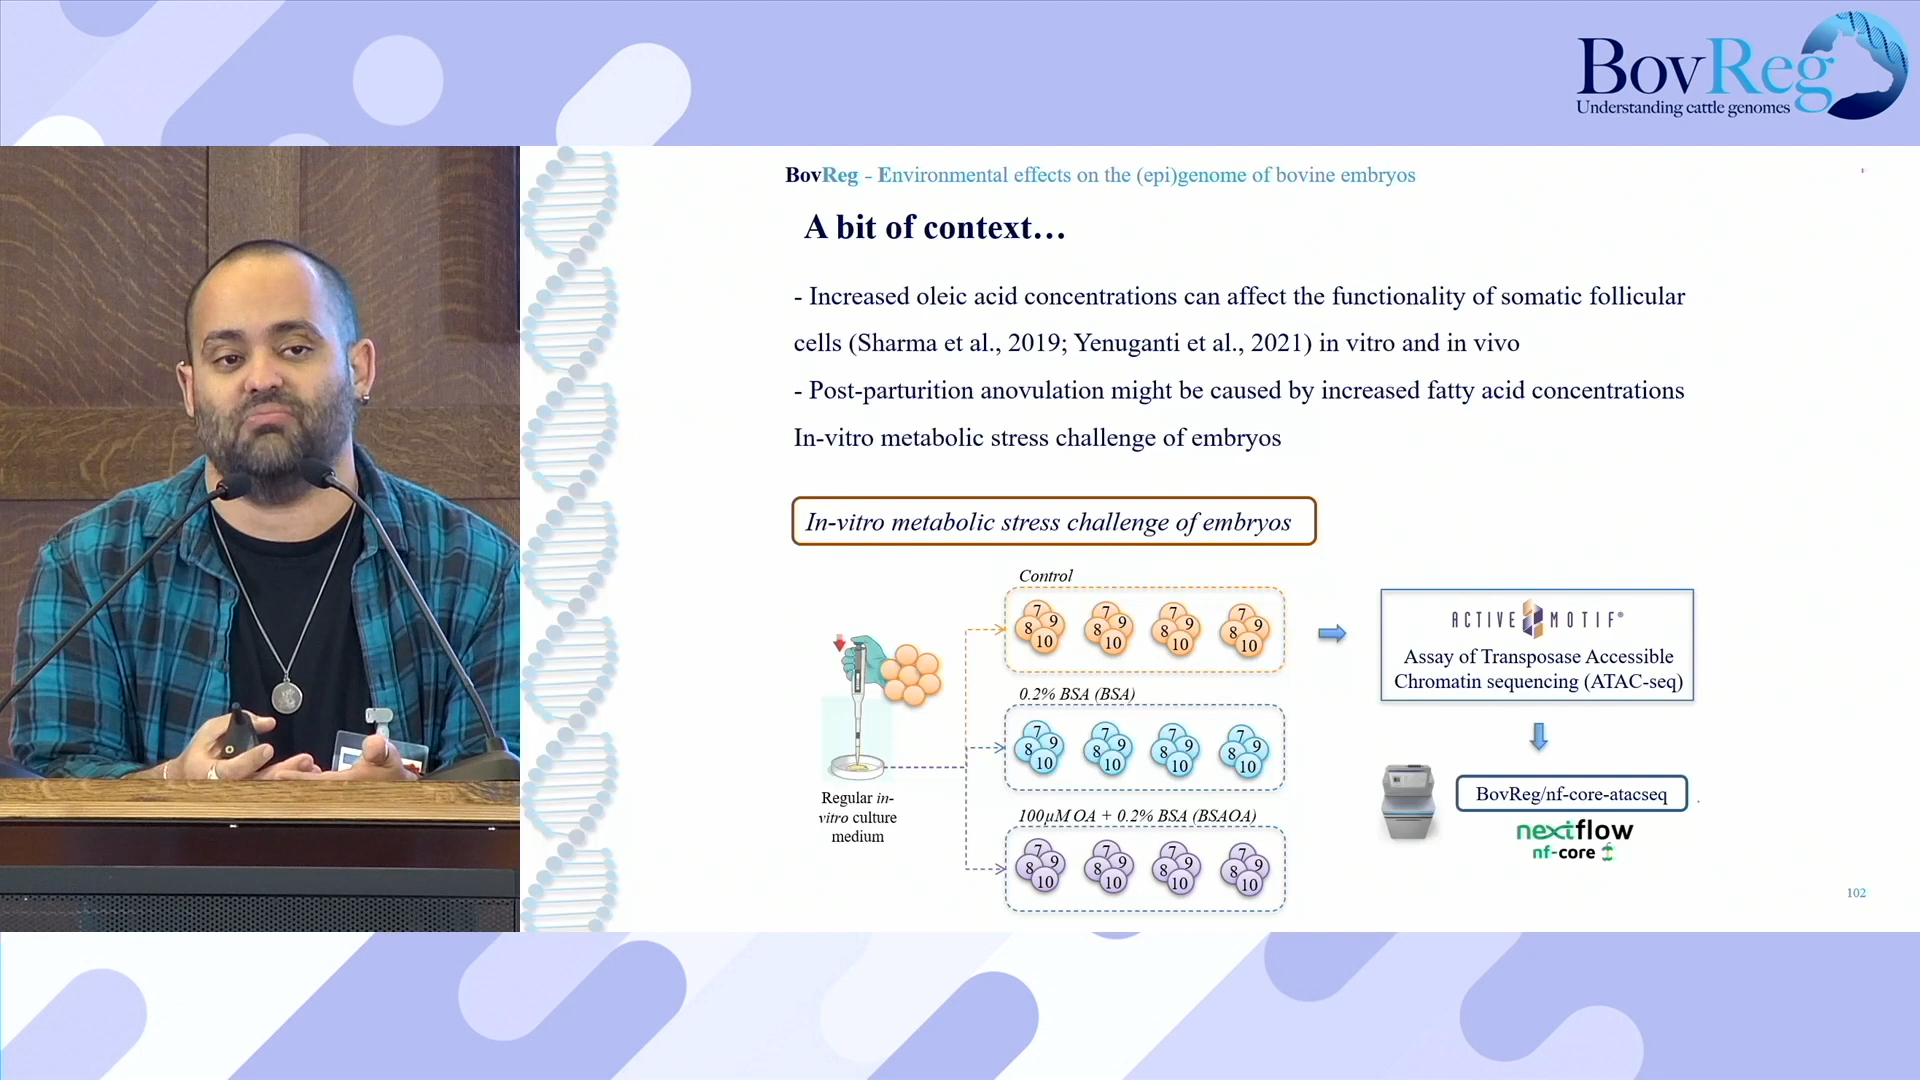 BovReg
Understanding cattle genomes
BovReg - Environmental effects on the (epi)genome of bovine embryos
A bit of context…
- Increased oleic acid concentrations can affect the functionality of somatic follicular
cells (Sharma et al., 2019; Yenuganti et al., 2021) in vitro and in vivo
- Post-parturition anovulation might be caused by increased fatty acid concentrations
In-vitro metabolic stress challenge of embryos
In-vitro metabolic stress challenge of embryos
Control
7 7 7 7
8 9 8 9 8 9 8 9
10 10 10 10
0.2% BSA (BSA)
7 7 7 7
8 9 8 9 8 9 8 9
10 10 10 10
100µM OA + 0.2% BSA (BSAOA)
7 7 7 7
8 9 8 9 8 9 8 9
10 10 10 10
Regular in-
vitro culture
medium
ACTIVE MOTIF®
Assay of Transposase Accessible
Chromatin sequencing (ATAC-seq)
BovReg/nf-core-atacseq
nextflow
nf-core
102